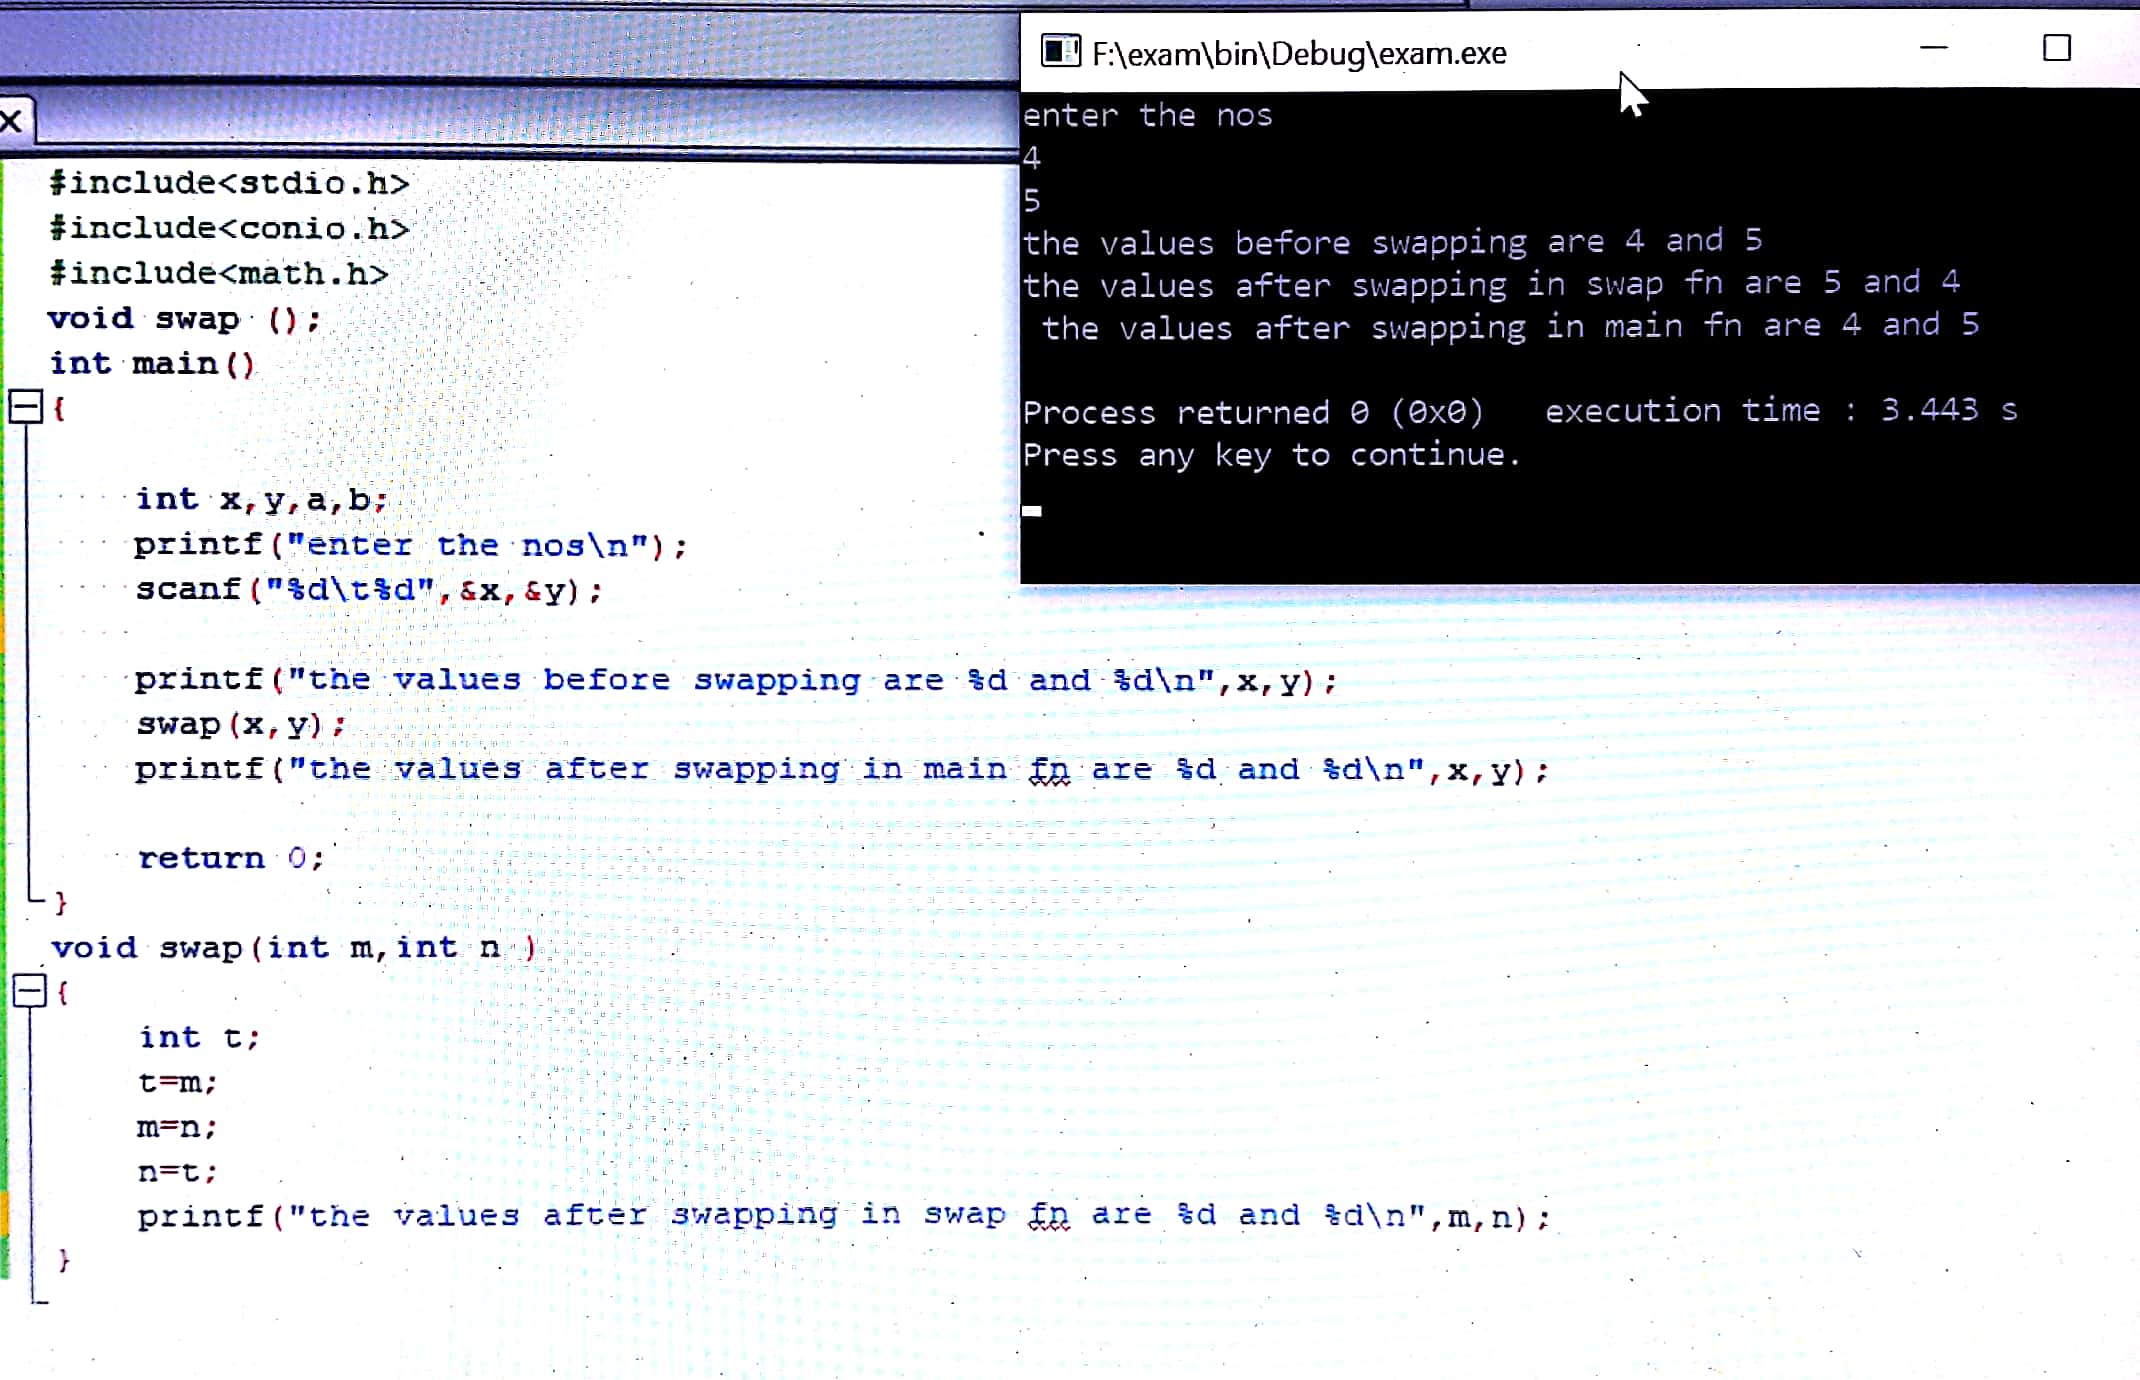 F:\exam\bin\Debug\exam.exe
enter the nos
4
5
the values before swapping are 4 and 5
the values after swapping in swap fn are 5 and 4
 the values after swapping in main fn are 4 and 5
Process returned 0 (0x0)   execution time : 3.443 s
Press any key to continue.
#include<stdio.h>
#include<conio.h>
#include<math.h>
void swap ();
int main()
{
int x,y,a,b;
printf("enter the nos\n");
scanf("%d\t%d",&x,&y);
printf("the values before swapping are %d and %d\n",x,y);
swap(x,y);
printf("the values after swapping in main fn are %d and %d\n",x,y);
return 0;
}
void swap(int m,int n )
{
int t;
t=m;
m=n;
n=t;
printf("the values after swapping in swap fn are %d and %d\n",m,n);
}